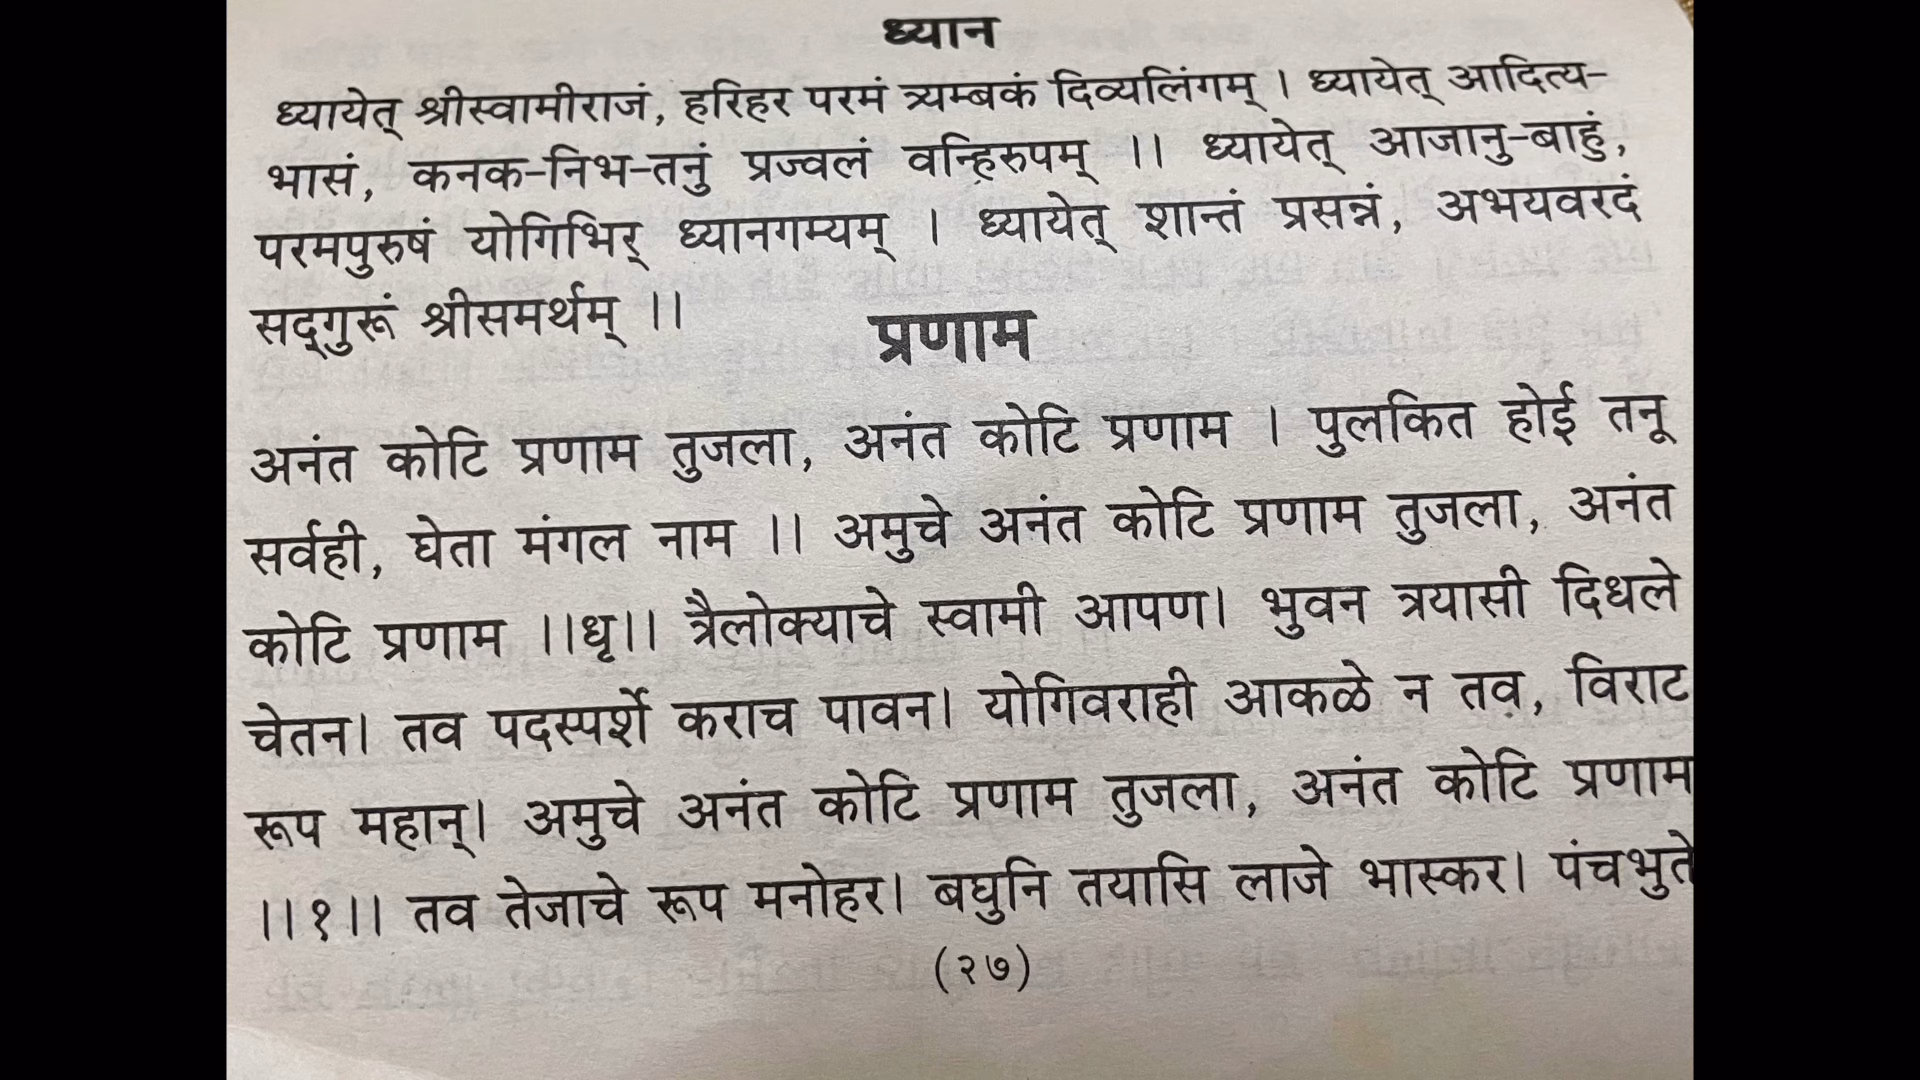 ध्यान
ध्यायेत् श्रीस्वामीराजं, हरिहर परमं त्र्यम्बकं दिव्यलिंगम् । ध्यायेत् आदित्य-
भासं, कनक-निभ-तनुं प्रज्वलं वन्हिरुपम् ।। ध्यायेत् आजानु-बाहुं,
परमपुरुषं योगिभिर् ध्यानगम्यम् । ध्यायेत् शान्तं प्रसन्नं, अभयवरदं
सद्‌गुरूं श्रीसमर्थम् ।।
प्रणाम
अनंत कोटि प्रणाम तुजला, अनंत कोटि प्रणाम । पुलकित होई तनू
सर्वही, घेता मंगल नाम ।। अमुचे अनंत कोटि प्रणाम तुजला, अनंत
कोटि प्रणाम ।।धृ।। त्रैलोक्याचे स्वामी आपण। भुवन त्रयासी दिधले
चेतन। तव पदस्पर्शे कराच पावन। योगिवराही आकळे न तव, विराट
रूप महान्। अमुचे अनंत कोटि प्रणाम तुजला, अनंत कोटि प्रणाम
।।१।। तव तेजाचे रूप मनोहर। बघुनि तयासि लाजे भास्कर। पंचभुते
(२७)